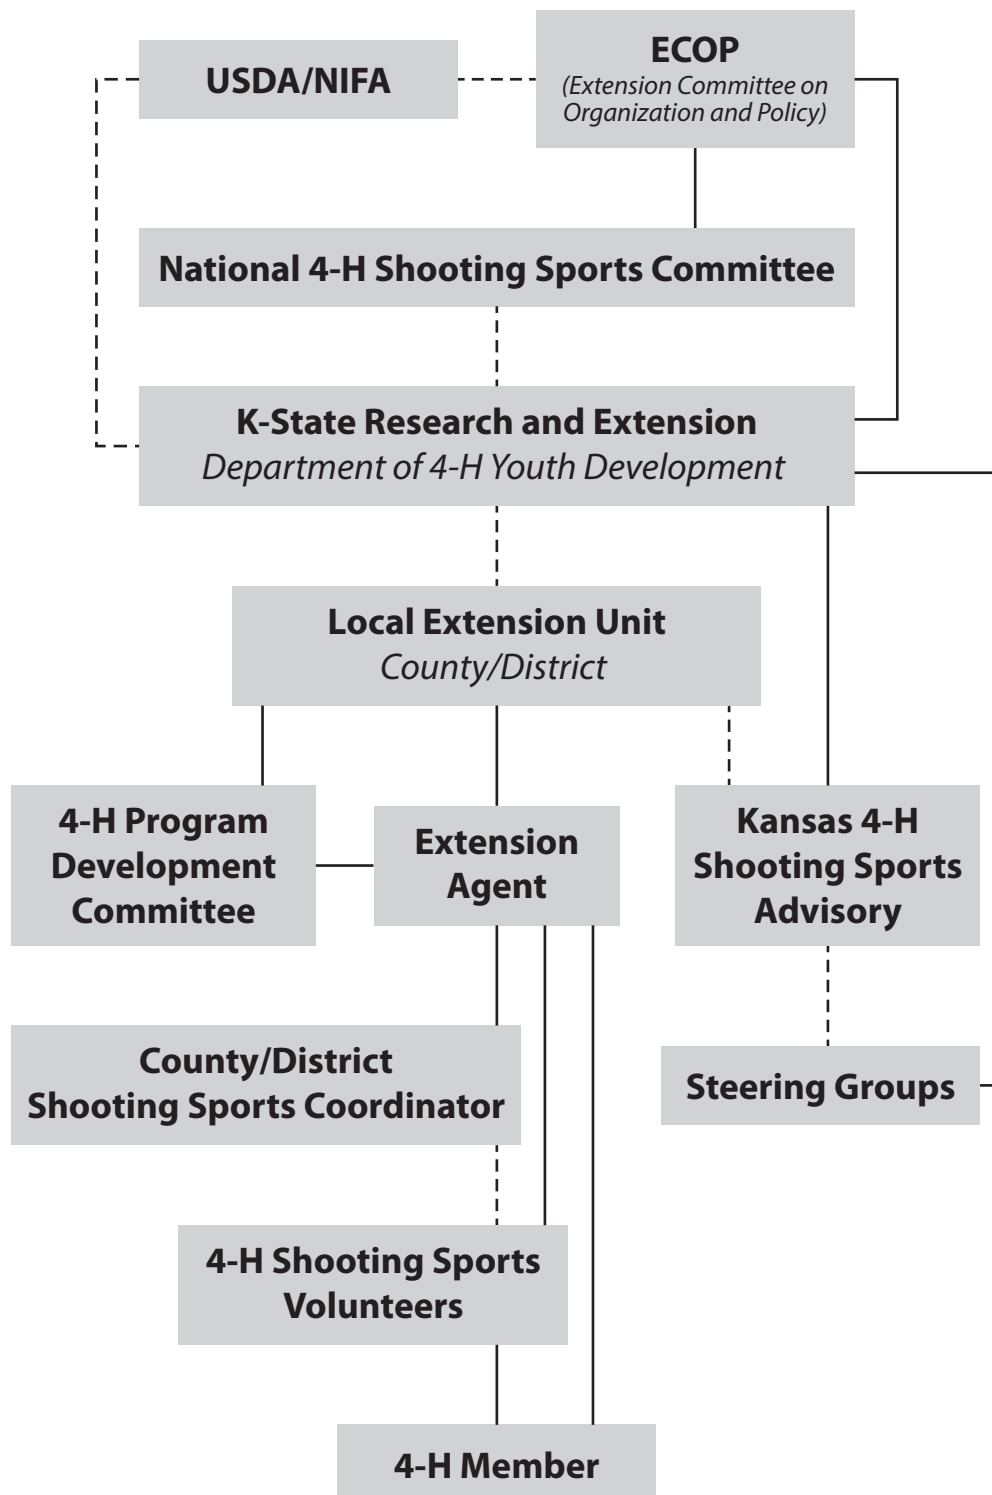 USDA/NIFA
ECOP
(Extension Committee on
Organization and Policy)
National 4-H Shooting Sports Committee
K-State Research and Extension
Department of 4-H Youth Development
Local Extension Unit
County/District
4-H Program
Development
Committee
Extension
Agent
Kansas 4-H
Shooting Sports
Advisory
County/District
Shooting Sports Coordinator
Steering Groups
4-H Shooting Sports
Volunteers
4-H Member